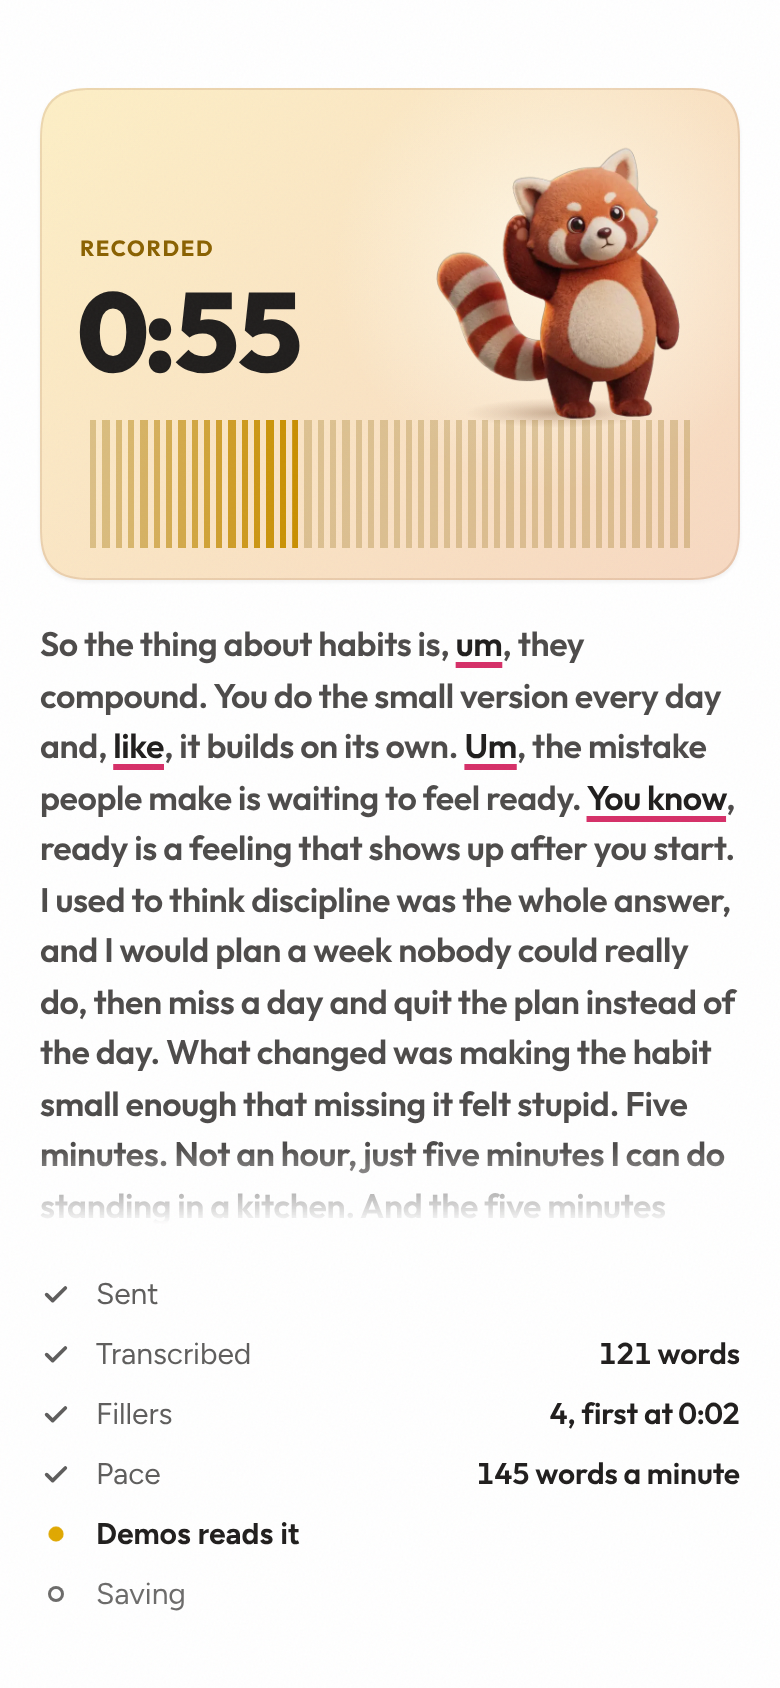 RECORDED
0:55
So the thing about habits is, um, they
compound. You do the small version every day
and, like, it builds on its own. Um, the mistake
people make is waiting to feel ready. You know,
ready is a feeling that shows up after you start.
I used to think discipline was the whole answer,
and I would plan a week nobody could really
do, then miss a day and quit the plan instead of
the day. What changed was making the habit
small enough that missing it felt stupid. Five
minutes. Not an hour, just five minutes I can do
standing in a kitchen. And the five minutes
Sent
Transcribed 121 words
Fillers 4, first at 0:02
Pace 145 words a minute
Demos reads it
Saving